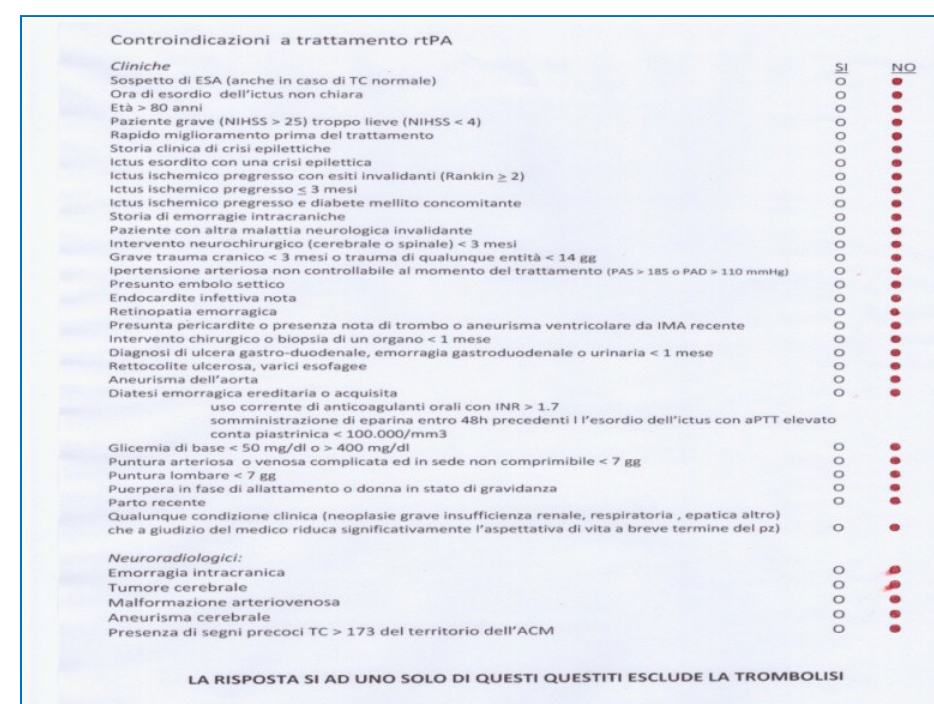 Controindicazioni a trattamento rtPA
Cliniche SI NO
Sospetto di ESA (anche in caso di TC normale) O
Ora di esordio dell'ictus non chiara O
Età > 80 anni O
Paziente grave (NIHSS > 25) troppo lieve (NIHSS < 4) O
Rapido miglioramento prima del trattamento O
Storia clinica di crisi epilettiche O
Ictus esordito con una crisi epilettica O
Ictus ischemico pregresso con esiti invalidanti (Rankin ≥ 2) O
Ictus ischemico pregresso ≤ 3 mesi O
Ictus ischemico pregresso e diabete mellito concomitante O
Storia di emorragie intracraniche O
Paziente con altra malattia neurologica invalidante O
Intervento neurochirurgico (cerebrale o spinale) < 3 mesi O
Grave trauma cranico < 3 mesi o trauma di qualunque entità < 14 gg O
Ipertensione arteriosa non controllabile al momento del trattamento (PAS > 185 o PAD > 110 mmHg) O
Presunto embolo settico O
Endocardite infettiva nota O
Retinopatia emorragica O
Presunta pericardite o presenza nota di trombo o aneurisma ventricolare da IMA recente O
Intervento chirurgico o biopsia di un organo < 1 mese O
Diagnosi di ulcera gastro-duodenale, emorragia gastroduodenale o urinaria < 1 mese O
Rettocolite ulcerosa, varici esofagee O
Aneurisma dell'aorta O
Diatesi emorragica ereditaria o acquisita O
uso corrente di anticoagulanti orali con INR > 1.7
somministrazione di eparina entro 48h precedenti l l'esordio dell'ictus con aPTT elevato
conta piastrinica < 100.000/mm3
Glicemia di base < 50 mg/dl o > 400 mg/dl O
Puntura arteriosa o venosa complicata ed in sede non comprimibile < 7 gg O
Puntura lombare < 7 gg O
Puerpera in fase di allattamento o donna in stato di gravidanza O
Parto recente O
Qualunque condizione clinica (neoplasie grave insufficienza renale, respiratoria , epatica altro)
che a giudizio del medico riduca significativamente l'aspettativa di vita a breve termine del pz) O
Neuroradiologici:
Emorragia intracranica O
Tumore cerebrale O
Malformazione arteriovenosa O
Aneurisma cerebrale O
Presenza di segni precoci TC > 173 del territorio dell'ACM O
LA RISPOSTA SI AD UNO SOLO DI QUESTI QUESTITI ESCLUDE LA TROMBOLISI